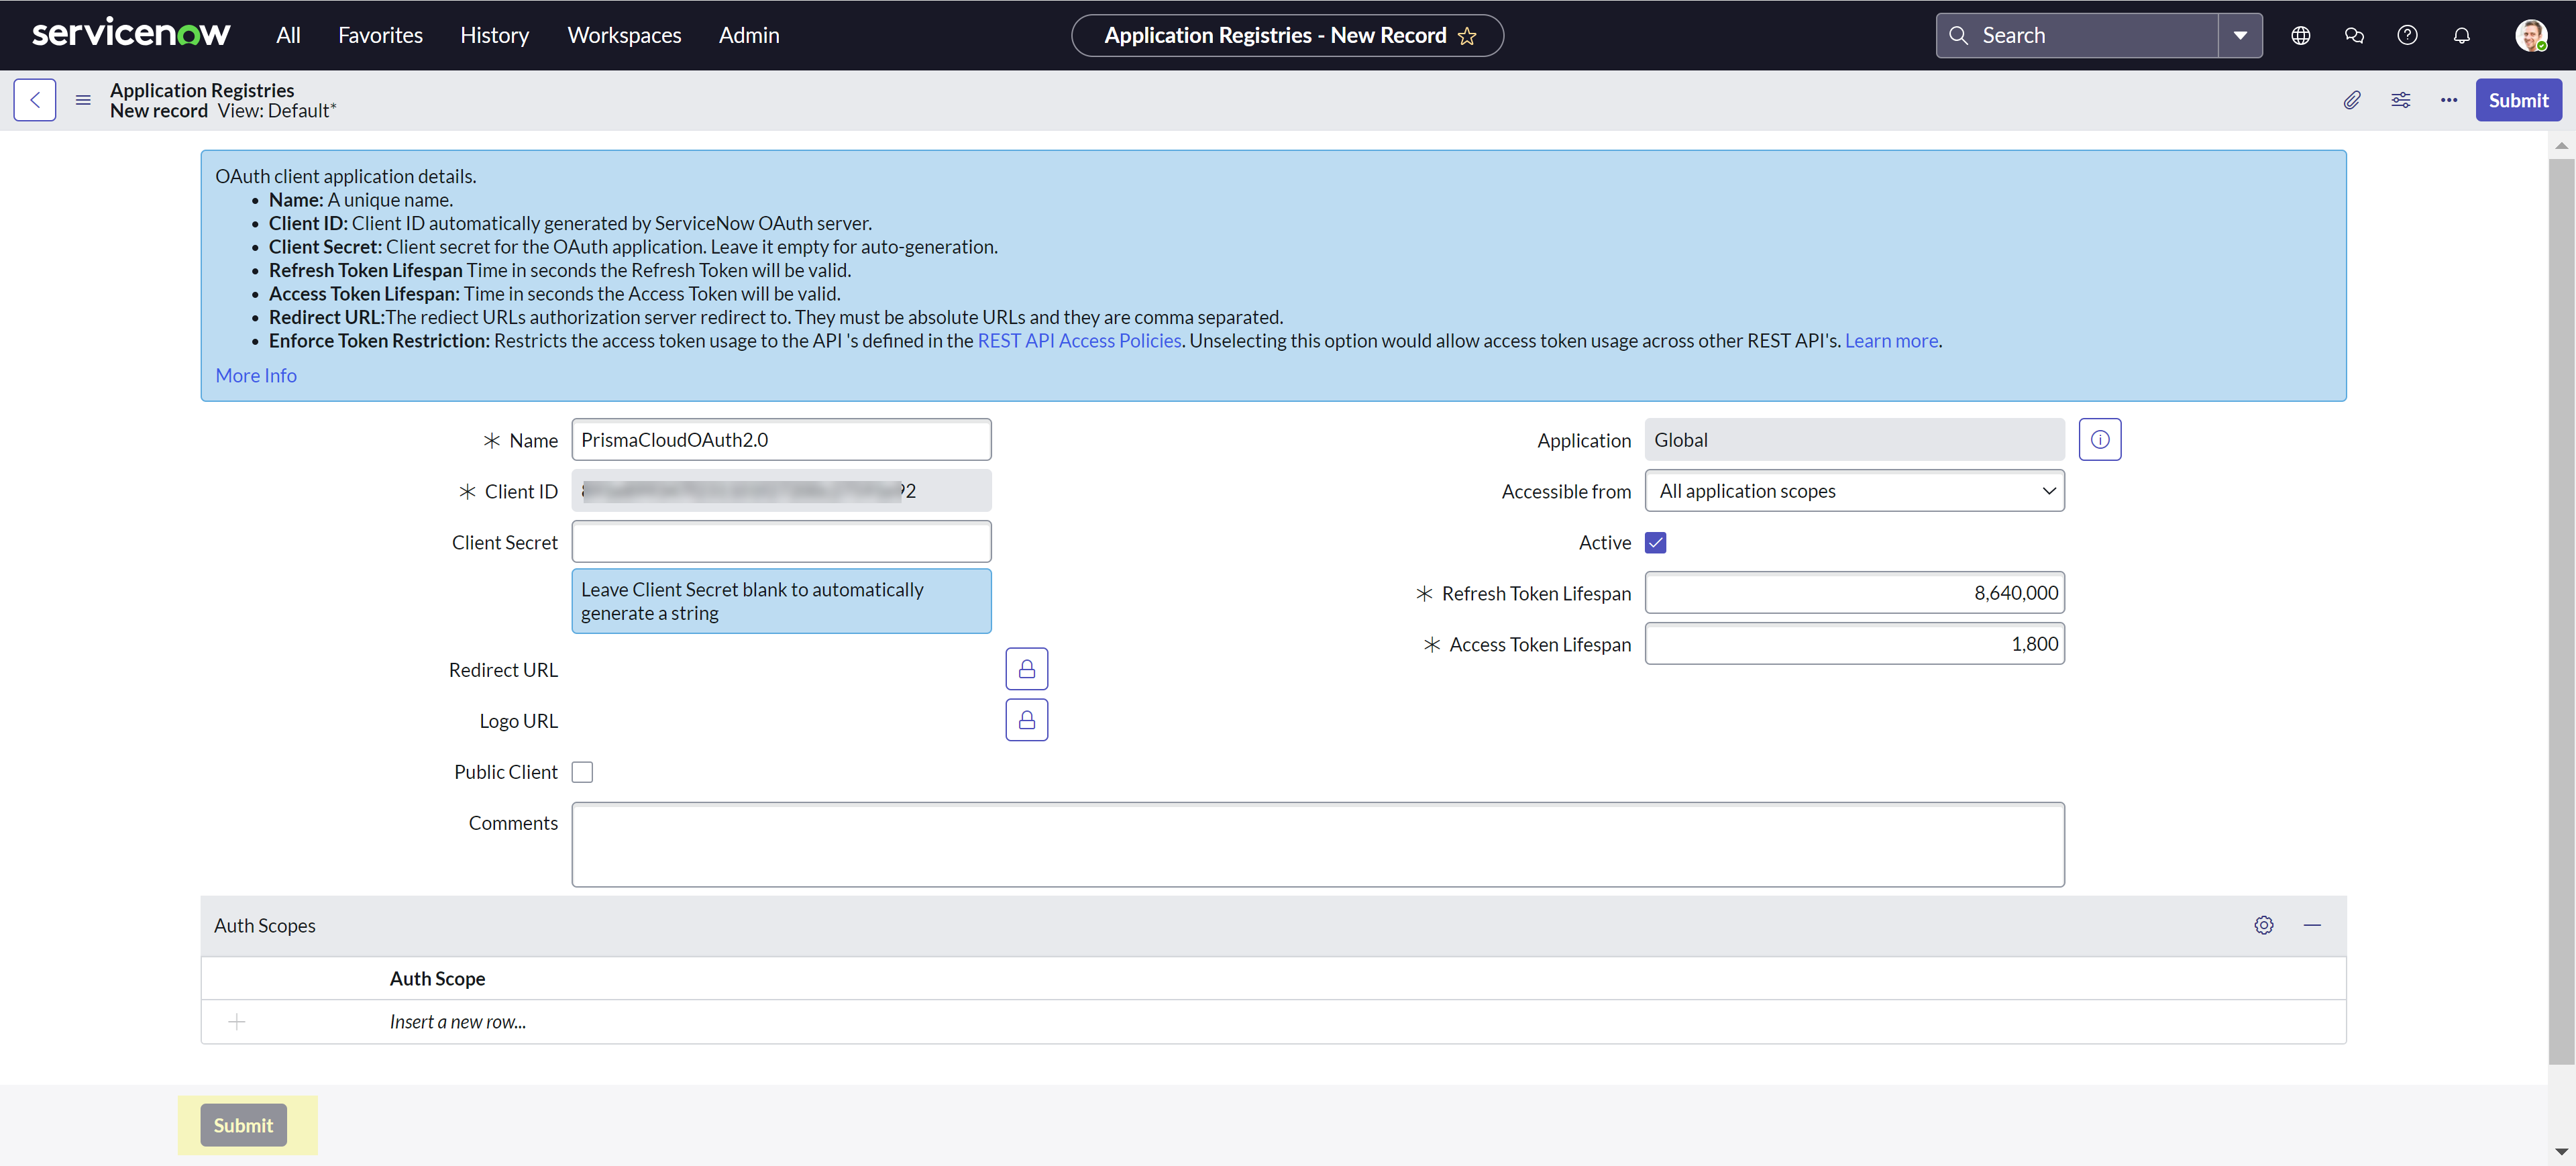 servicenow All Favorites History Workspaces Admin Application Registries - New Record Search
Application Registries
New record View: Default*
Submit
OAuth client application details.
• Name: A unique name.
• Client ID: Client ID automatically generated by ServiceNow OAuth server.
• Client Secret: Client secret for the OAuth application. Leave it empty for auto-generation.
• Refresh Token Lifespan Time in seconds the Refresh Token will be valid.
• Access Token Lifespan: Time in seconds the Access Token will be valid.
• Redirect URL:The rediect URLs authorization server redirect to. They must be absolute URLs and they are comma separated.
• Enforce Token Restriction: Restricts the access token usage to the API 's defined in the REST API Access Policies. Unselecting this option would allow access token usage across other REST API's. Learn more.
More Info
Name PrismaCloudOAuth2.0
Client ID
Client Secret
Leave Client Secret blank to automatically
generate a string
Redirect URL
Logo URL
Public Client
Application Global
Accessible from All application scopes
Active
Refresh Token Lifespan 8,640,000
Access Token Lifespan 1,800
Comments
Auth Scopes
Auth Scope
Insert a new row...
Submit